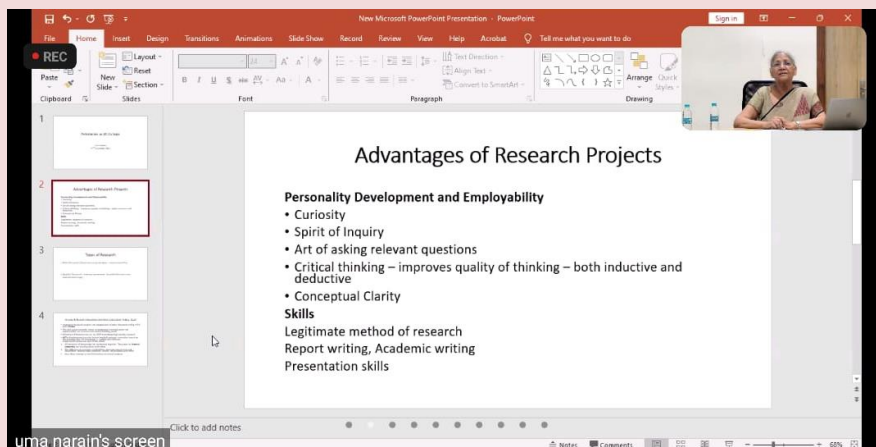 New Microsoft PowerPoint Presentation - PowerPoint
Sign in
File Home Insert Design Transitions Animations Slide Show Record Review View Help Acrobat Tell me what you want to do
REC
Paste
New
Slide
Layout
Reset
Section
Text Direction
Align Text
Convert to SmartArt
Arrange
Quick
Styles
Clipboard
Slides
Font
Paragraph
Drawing
1
2
3
4
Advantages of Research Projects
Personality Development and Employability
• Curiosity
• Spirit of Inquiry
• Art of asking relevant questions
• Critical thinking – improves quality of thinking – both inductive and
deductive
• Conceptual Clarity
Skills
Legitimate method of research
Report writing, Academic writing
Presentation skills
Click to add notes
uma narain's screen
Notes
Comments
68%